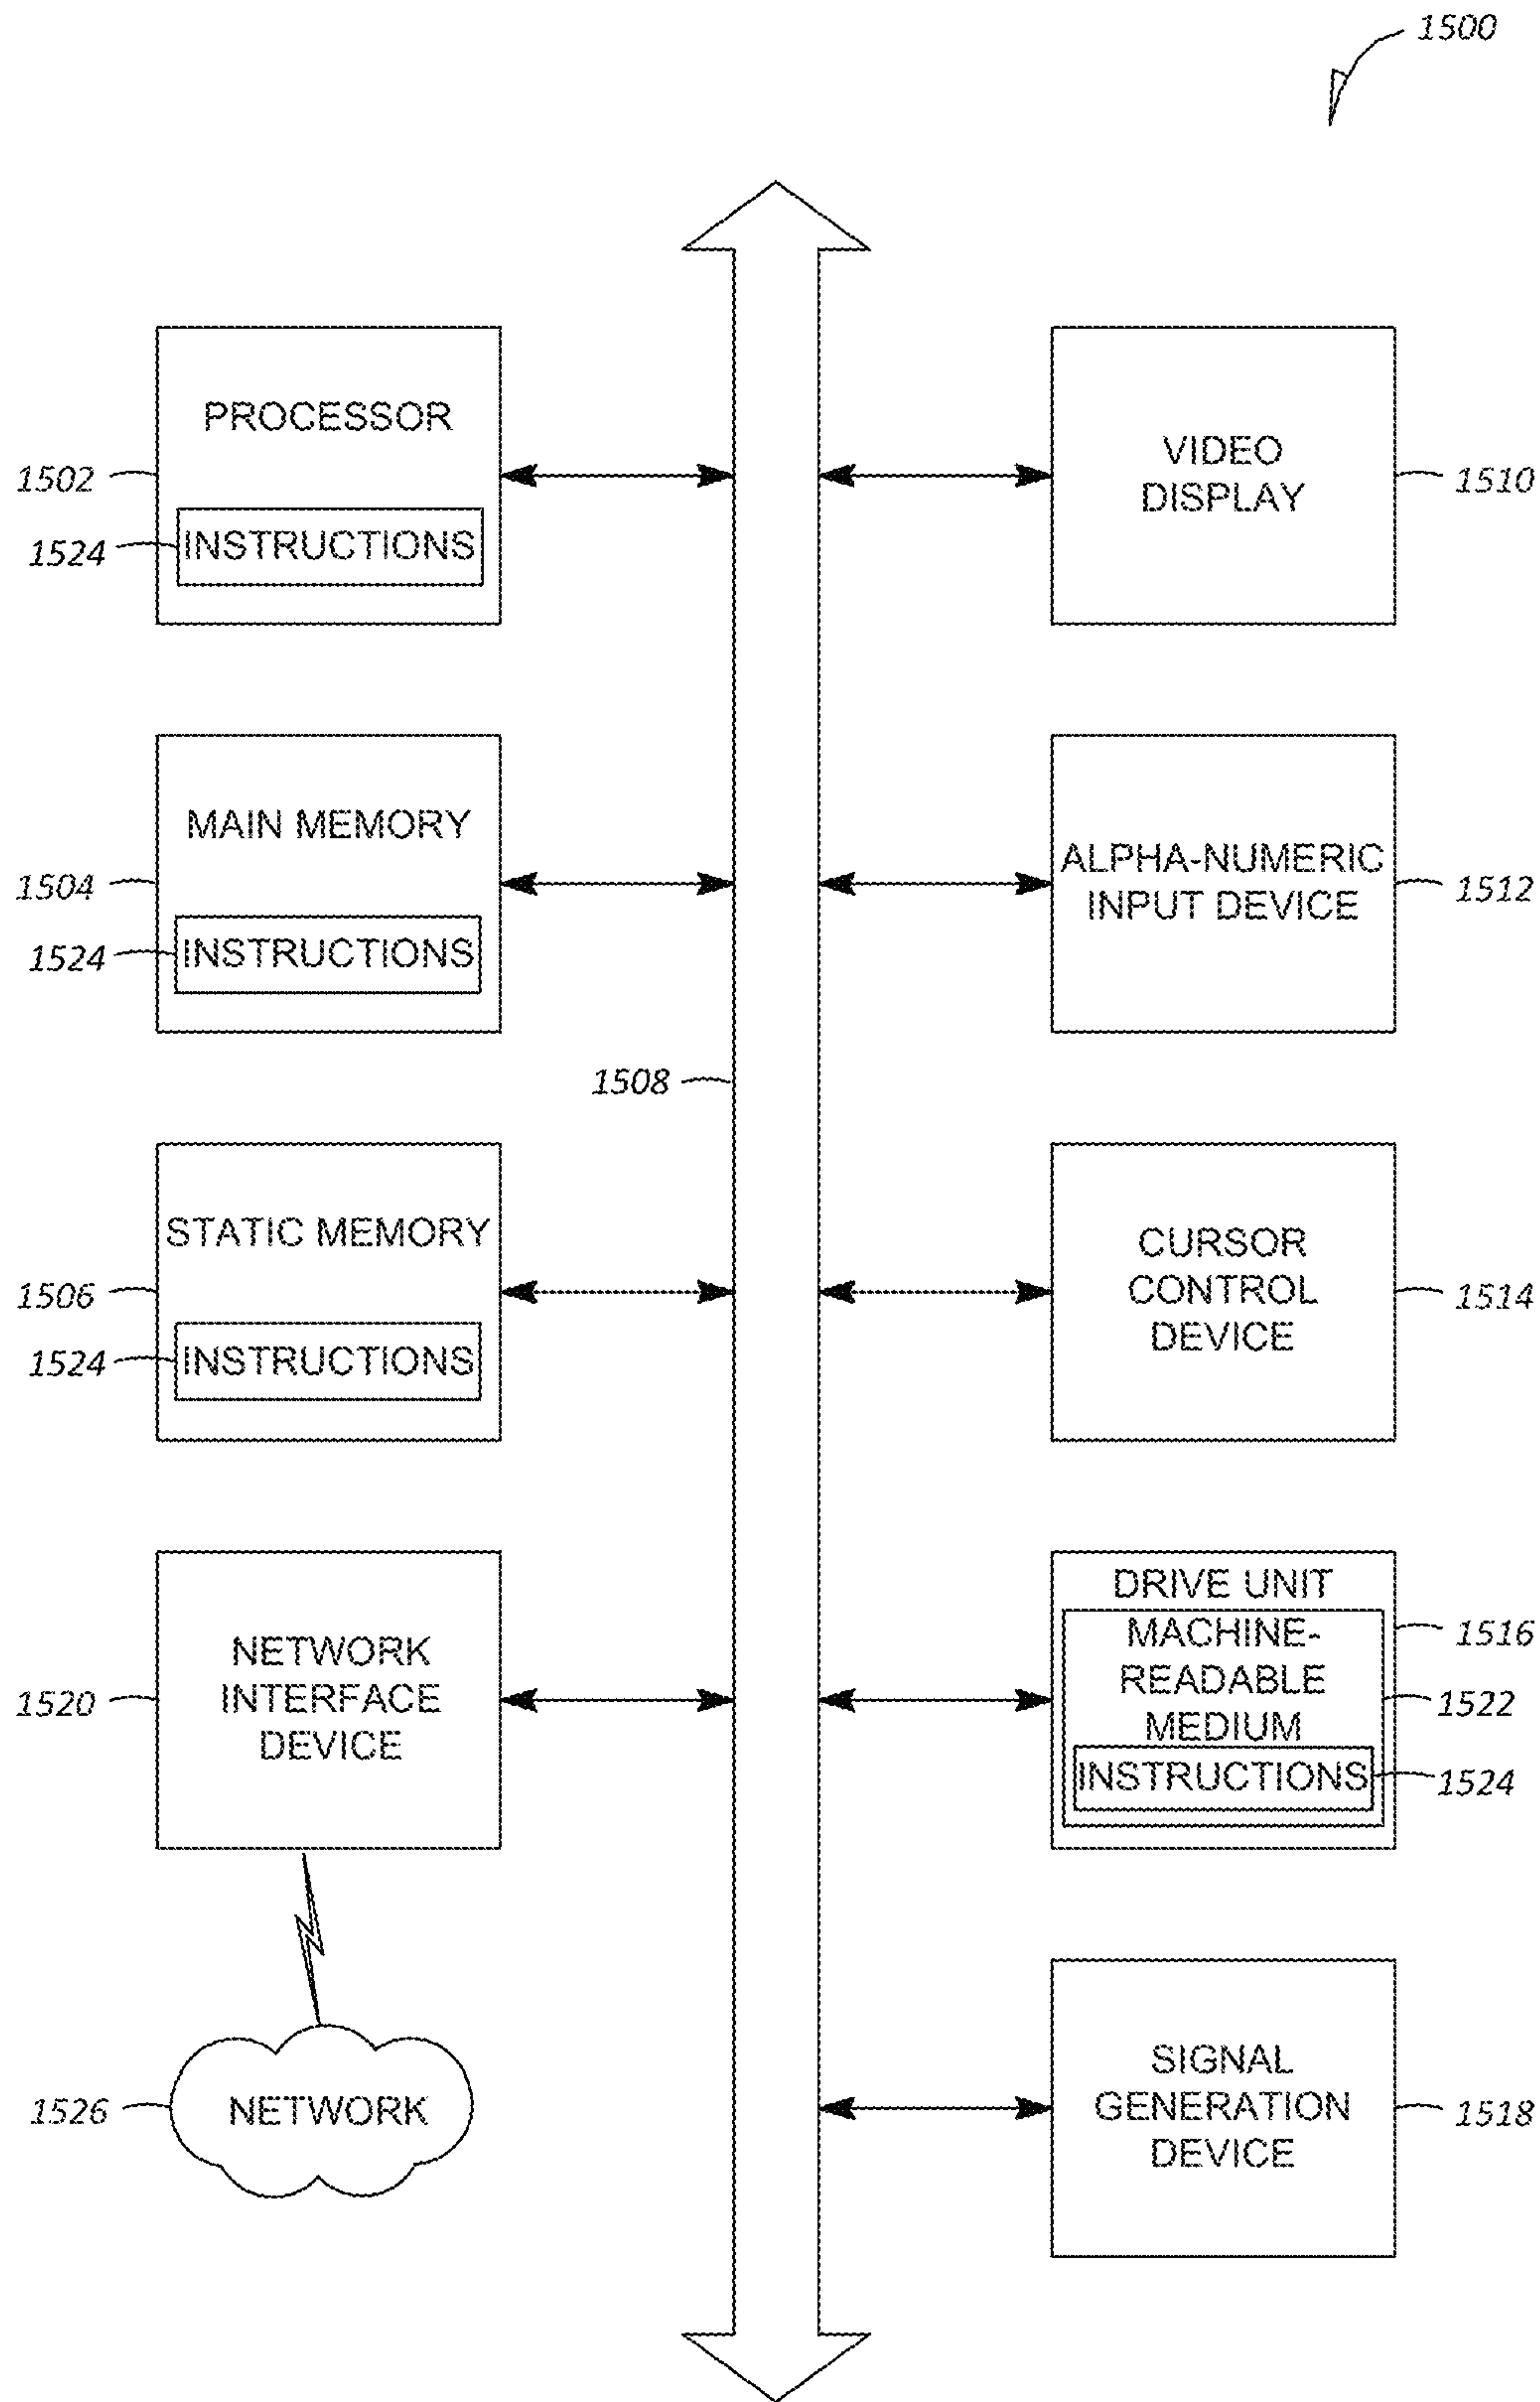 1500
PROCESSOR
1502
INSTRUCTIONS
1524
VIDEO
DISPLAY
1510
MAIN MEMORY
1504
INSTRUCTIONS
1524
ALPHA-NUMERIC
INPUT DEVICE
1512
1508
STATIC MEMORY
1506
INSTRUCTIONS
1524
CURSOR
CONTROL
DEVICE
1514
NETWORK
INTERFACE
DEVICE
1520
DRIVE UNIT
1516
MACHINE-
READABLE
MEDIUM
1522
INSTRUCTIONS
1524
NETWORK
1526
SIGNAL
GENERATION
DEVICE
1518